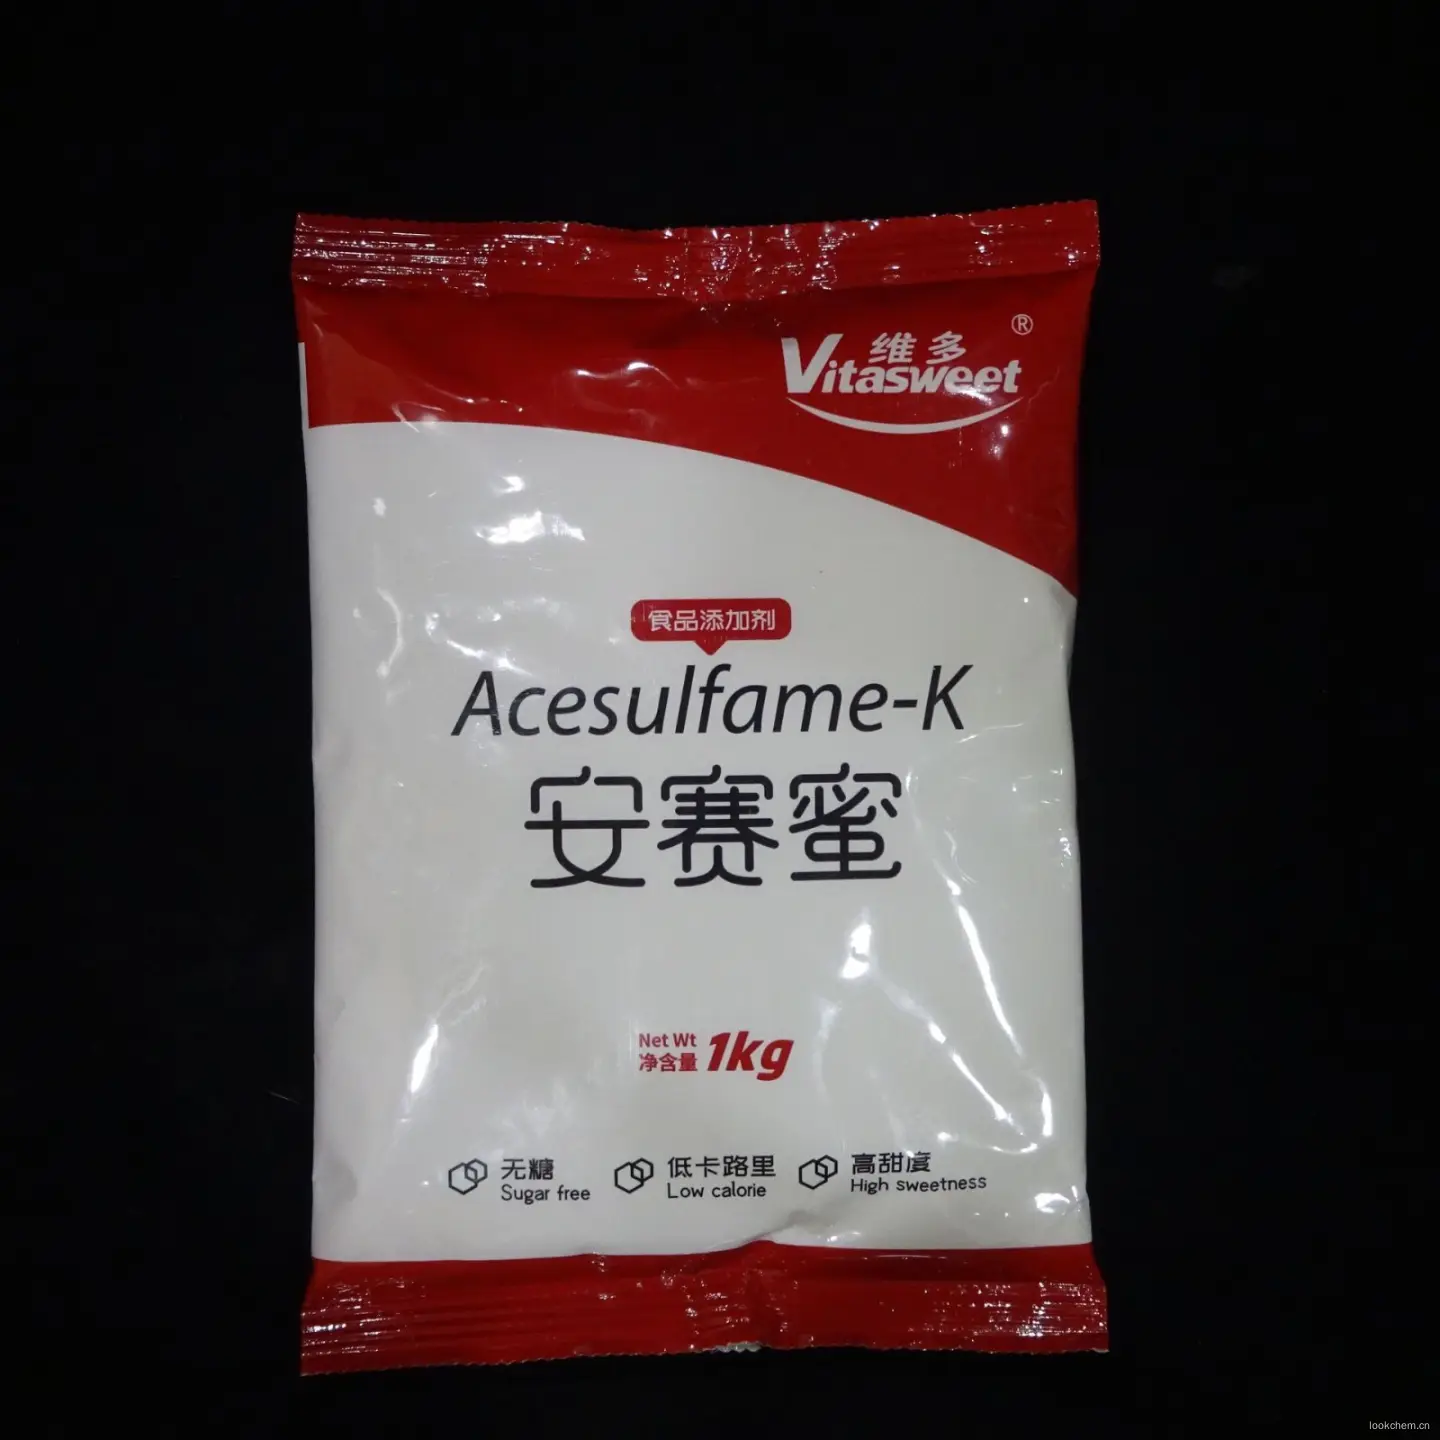 维多
Vitasweet®
食品添加剂
Acesulfame-K
安赛蜜
Net Wt
净含量 1kg
无糖
Sugar free
低卡路里
Low calorie
高甜度
High sweetness
lookchem.cn